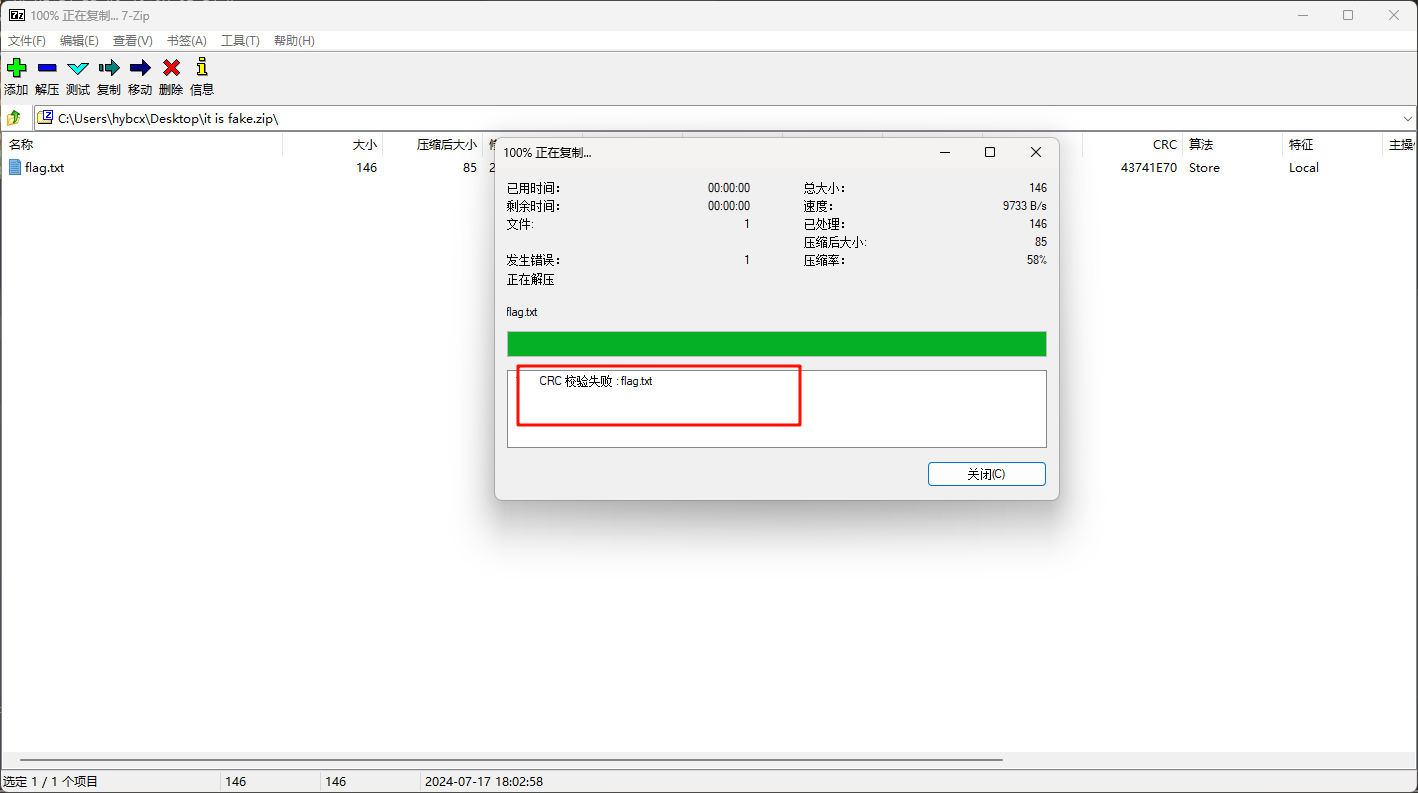 100% 正在复制... 7-Zip
文件(F) 编辑(E) 查看(V) 书签(A) 工具(T) 帮助(H)
添加 解压 测试 复制 移动 删除 信息
C:\Users\hybcx\Desktop\it is fake.zip\
名称 大小 压缩后大小 CRC 算法 特征 主操
flag.txt 146 85 2 43741E70 Store Local
100% 正在复制...
已用时间: 00:00:00 总大小: 146
剩余时间: 00:00:00 速度: 9733 B/s
文件: 1 已处理: 146
压缩后大小: 85
发生错误: 1 压缩率: 58%
正在解压
flag.txt
CRC 校验失败 : flag.txt
关闭(C)
选定 1 / 1 个项目 146 146 2024-07-17 18:02:58